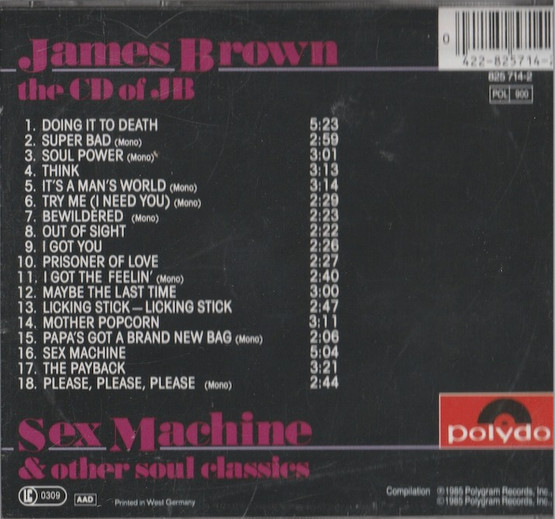 James Brown
the CD of JB
0
422-825714-2
825 714-2
POL 900
1. DOING IT TO DEATH 5:23
2. SUPER BAD (Mono) 2:59
3. SOUL POWER (Mono) 3:01
4. THINK 3:13
5. IT'S A MAN'S WORLD (Mono) 3:14
6. TRY ME (I NEED YOU) (Mono) 2:29
7. BEWILDERED (Mono) 2:23
8. OUT OF SIGHT 2:22
9. I GOT YOU 2:26
10. PRISONER OF LOVE 2:27
11. I GOT THE FEELIN' (Mono) 2:40
12. MAYBE THE LAST TIME 3:00
13. LICKING STICK — LICKING STICK 2:47
14. MOTHER POPCORN 3:11
15. PAPA'S GOT A BRAND NEW BAG (Mono) 2:06
16. SEX MACHINE 5:04
17. THE PAYBACK 3:21
18. PLEASE, PLEASE, PLEASE (Mono) 2:44
polydo
Sex Machine
& other soul classics
LC 0309 AAD Printed in West Germany
Compilation ℗1985 Polygram Records, Inc.
©1985 Polygram Records, Inc.